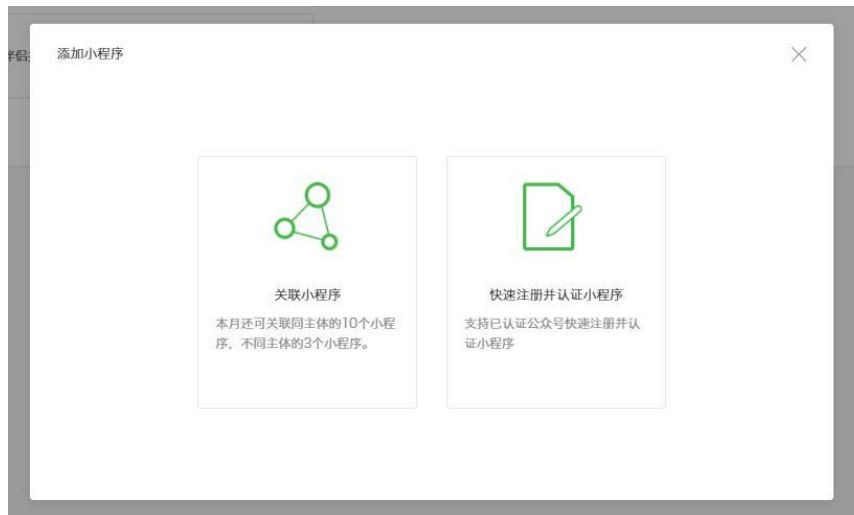 伴侣
添加小程序
关联小程序
本月还可关联同主体的10个小程
序，不同主体的3个小程序。
快速注册并认证小程序
支持已认证公众号快速注册并认
证小程序